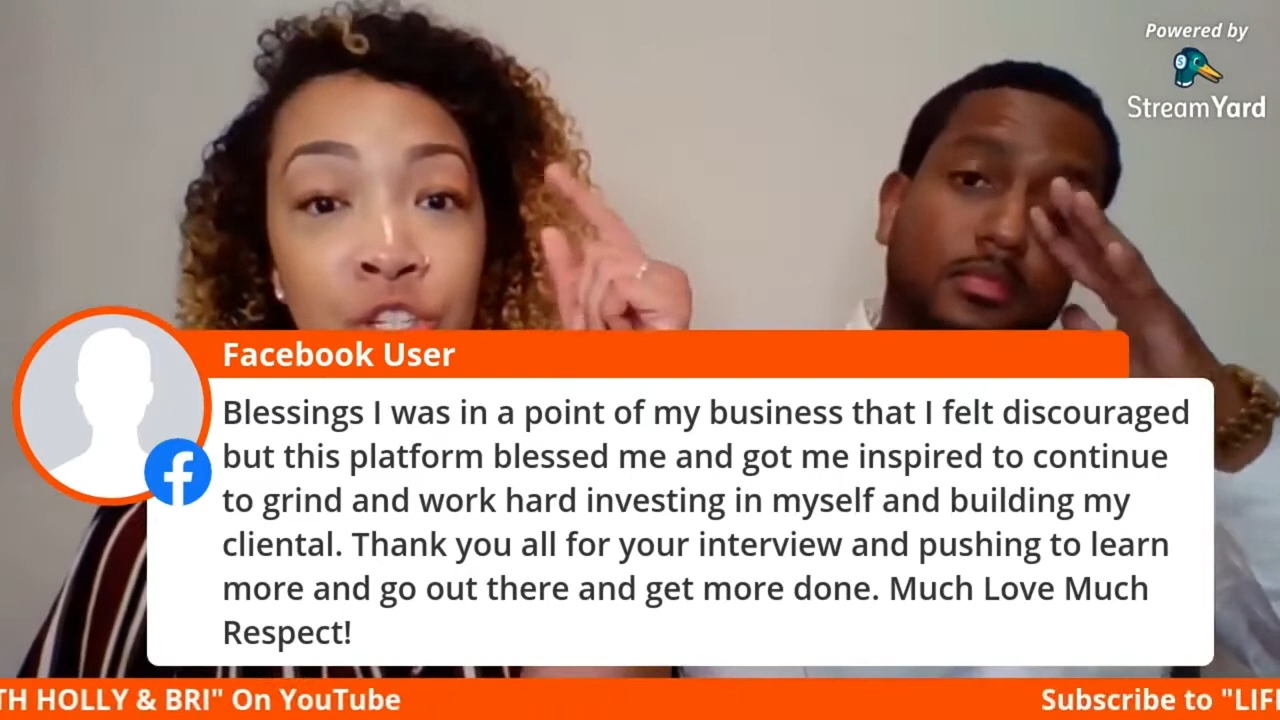 Powered by
StreamYard
Facebook User
Blessings I was in a point of my business that I felt discouraged
but this platform blessed me and got me inspired to continue
to grind and work hard investing in myself and building my
cliental. Thank you all for your interview and pushing to learn
more and go out there and get more done. Much Love Much
Respect!
TH HOLLY & BRI" On YouTube
Subscribe to "LIF